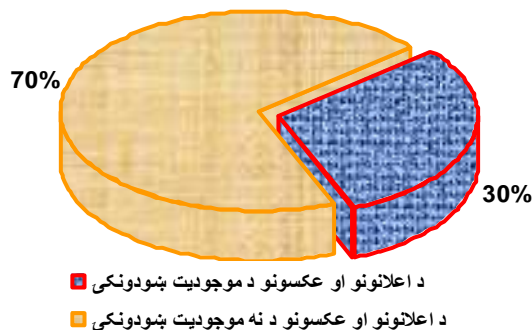 70%
30%
د اعلانونو او عکسونو د موجودیت ښودونکی
د اعلانونو او عکسونو د نه موجودیت ښودونکی